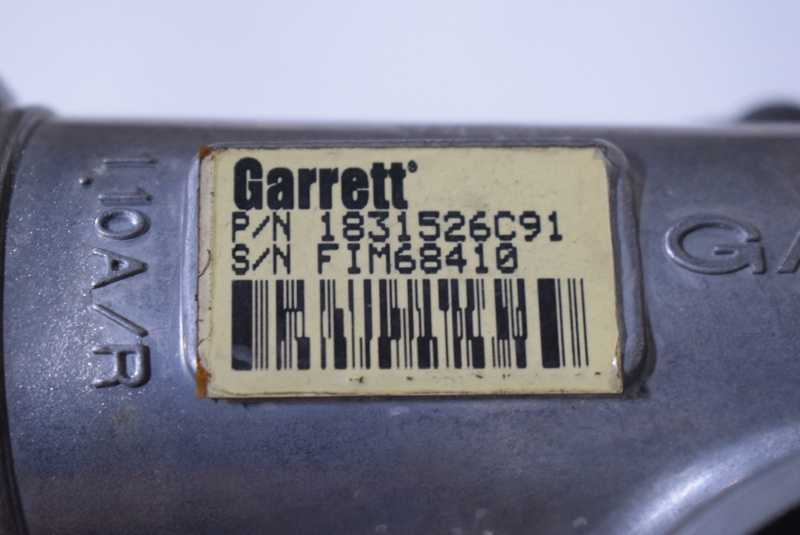 1.10A/R
Garrett
P/N 1831526C91
S/N FIM68410